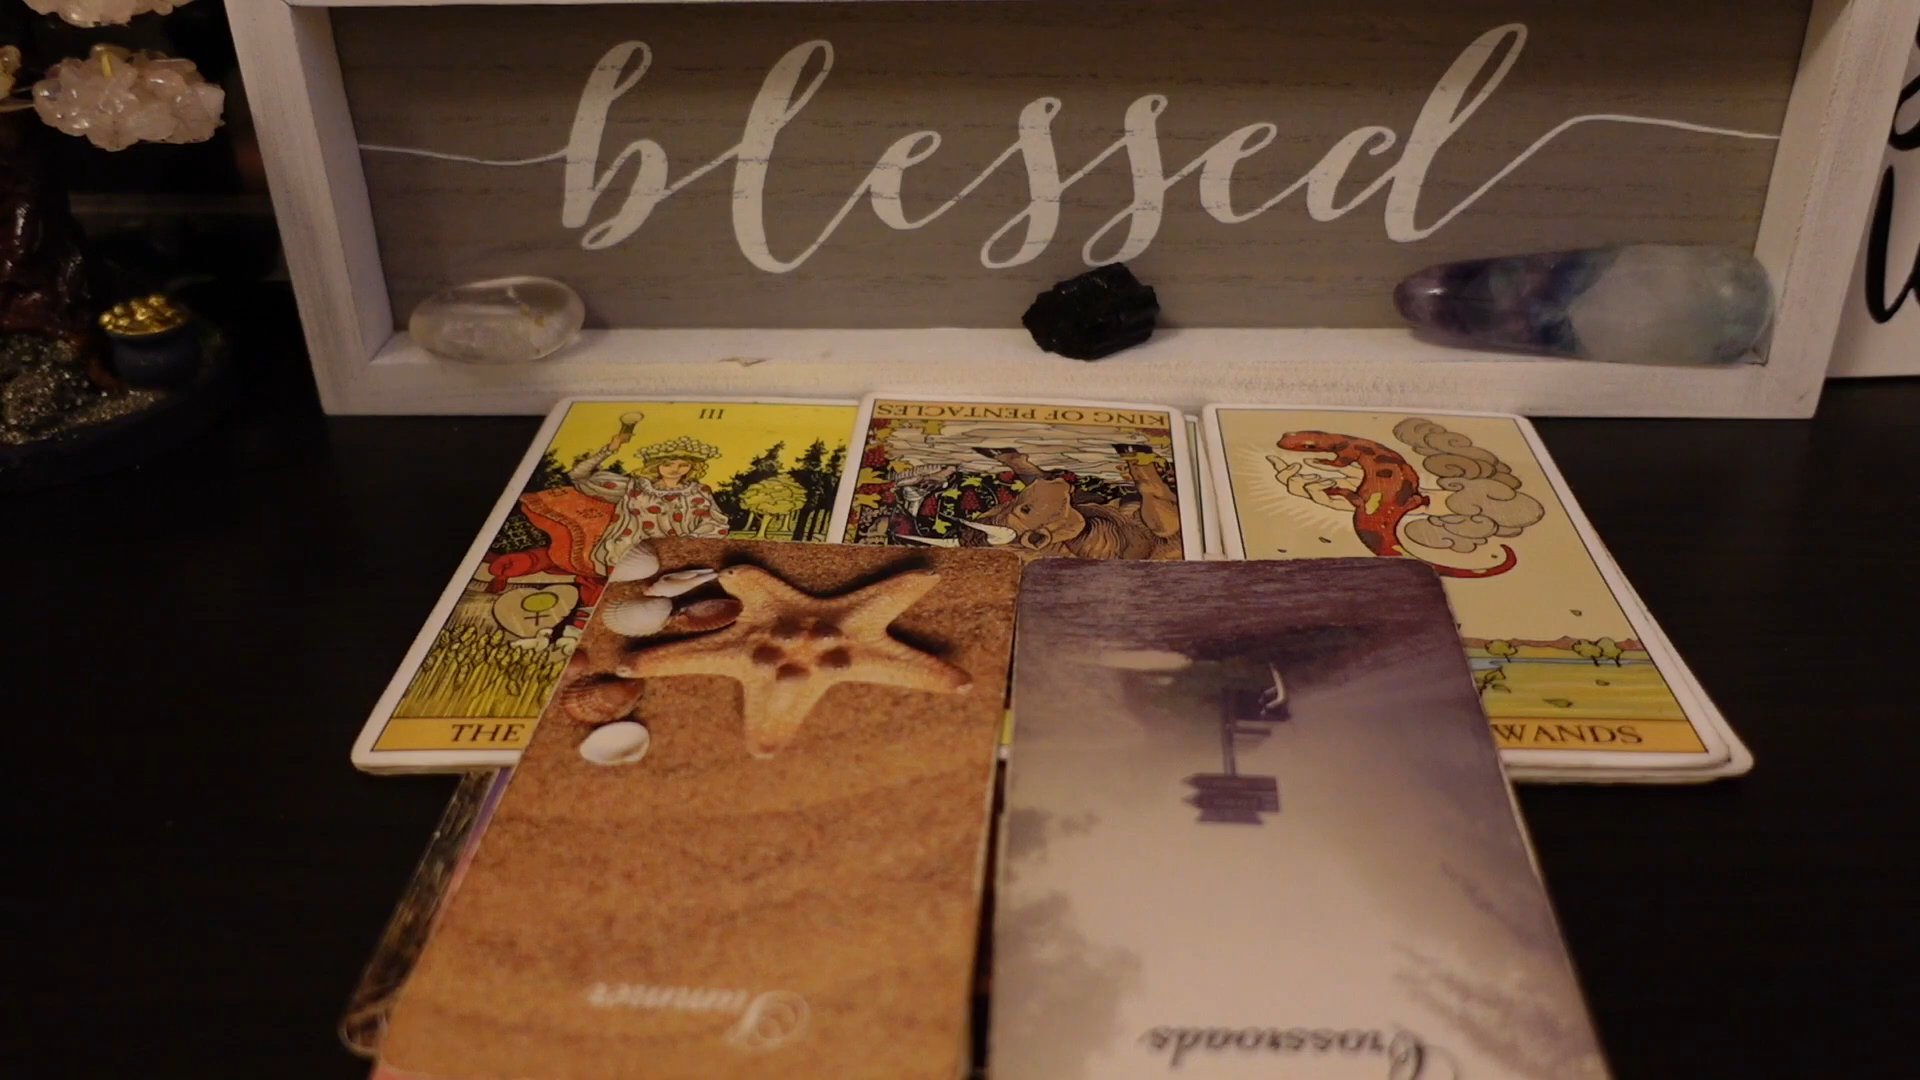 blessed
III
KING OF PENTACLES
THE
WANDS
Summer
Crossroads